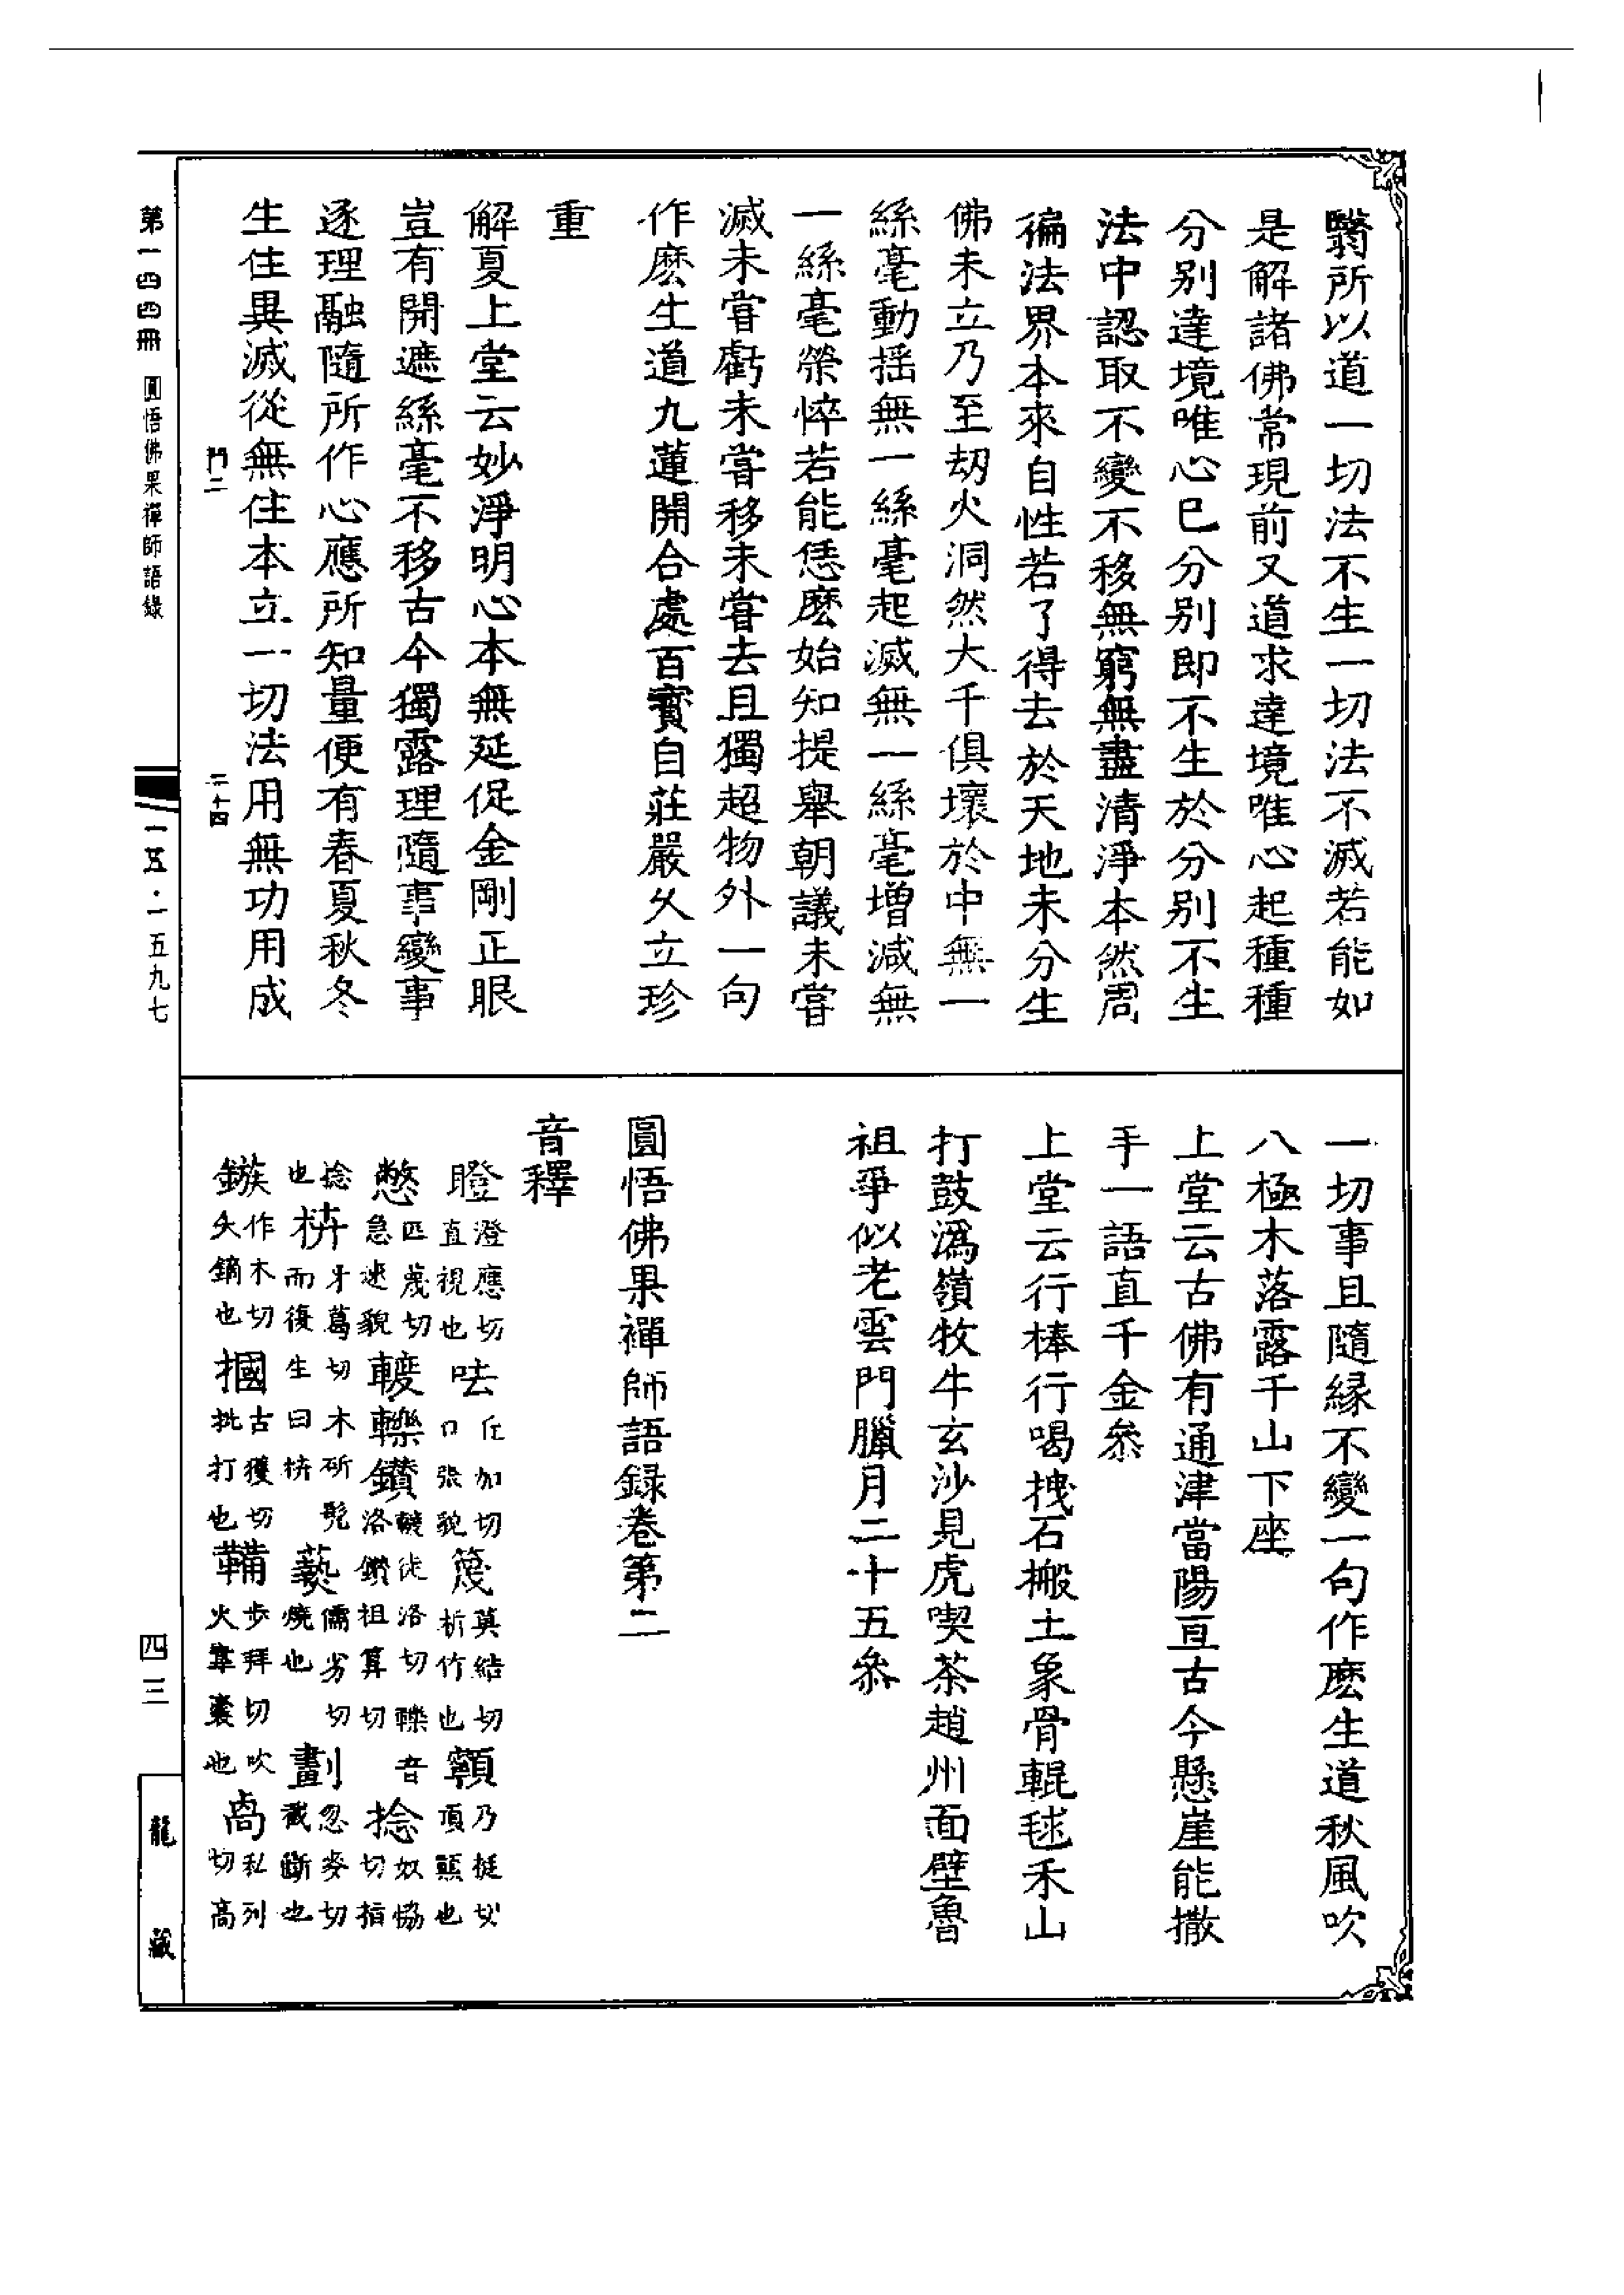 翳所以道一切法不生一切法不滅若能如
是解諸佛常現前又道求達境唯心起種種
分别達境唯心已分别即不生於分别不生
法中認取不變不移無窮無盡清淨本然周
徧法界本來自性若了得去於天地未分生
佛未立乃至刼火洞然大千俱壞於中無一
絲毫動揺無一絲毫起滅無一絲毫增減無
一絲毫榮悴若能恁麽始知提舉朝議未甞
滅未甞虧未甞移未甞去且獨超物外一句
作麽生道九蓮開合處百寳自莊嚴久立珍
重
解夏上堂云妙淨明心本無延促金剛正眼
豈有開遮絲毫不移古今獨露理隨事變事
逐理融隨所作心應所知量便有春夏秋冬
生住異滅從無住本立一切法用無功用成
一切事且隨緣不變一句作麽生道秋風吹
八極木落露千山下座
上堂云古佛有通津當陽亘古今懸崖能撒
手一語直千金叅
上堂云行棒行喝拽石搬土象骨輥毬禾山
打鼓溈嶺牧牛玄沙見虎喫茶趙州面壁魯
祖爭似老雲門臘月二十五叅
圓悟佛果禪師語録卷第二
音釋
瞪澄應切直視也呿丘加切口張貌篾莫結切析竹也顊乃挺切頂顊也
憋匹蔑切急速貌䡾轢鑽䡾徒洛切轢音洛鑽祖算切捻奴恊切指
捻也枿牙葛切木斫髡而復生曰枿爇儒劣切燒也劃忽麥切截斷也
鏃作木切矢鏑也摑古獲切批打也鞴步拜切吹火韋囊也卨私列切高
第一四四冊 圓悟佛果禪師語錄
門二 二十四
一五五·一五九七
四三
龍藏